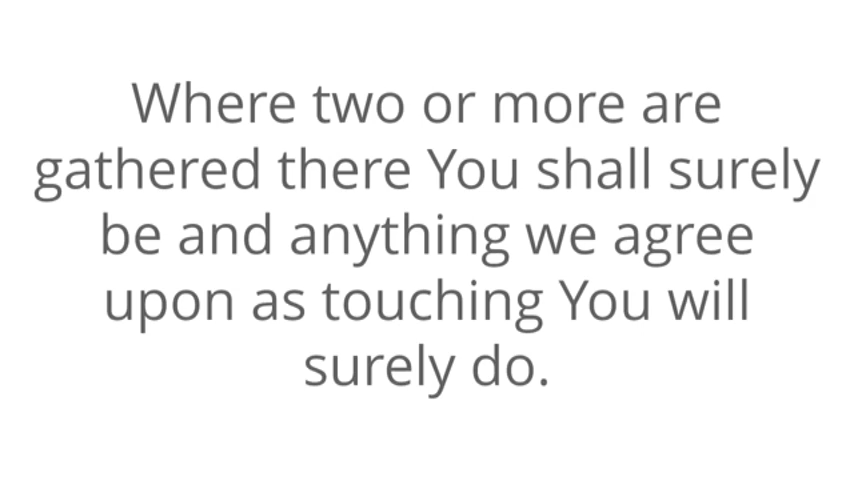 Where two or more are
gathered there You shall surely
be and anything we agree
upon as touching You will
surely do.